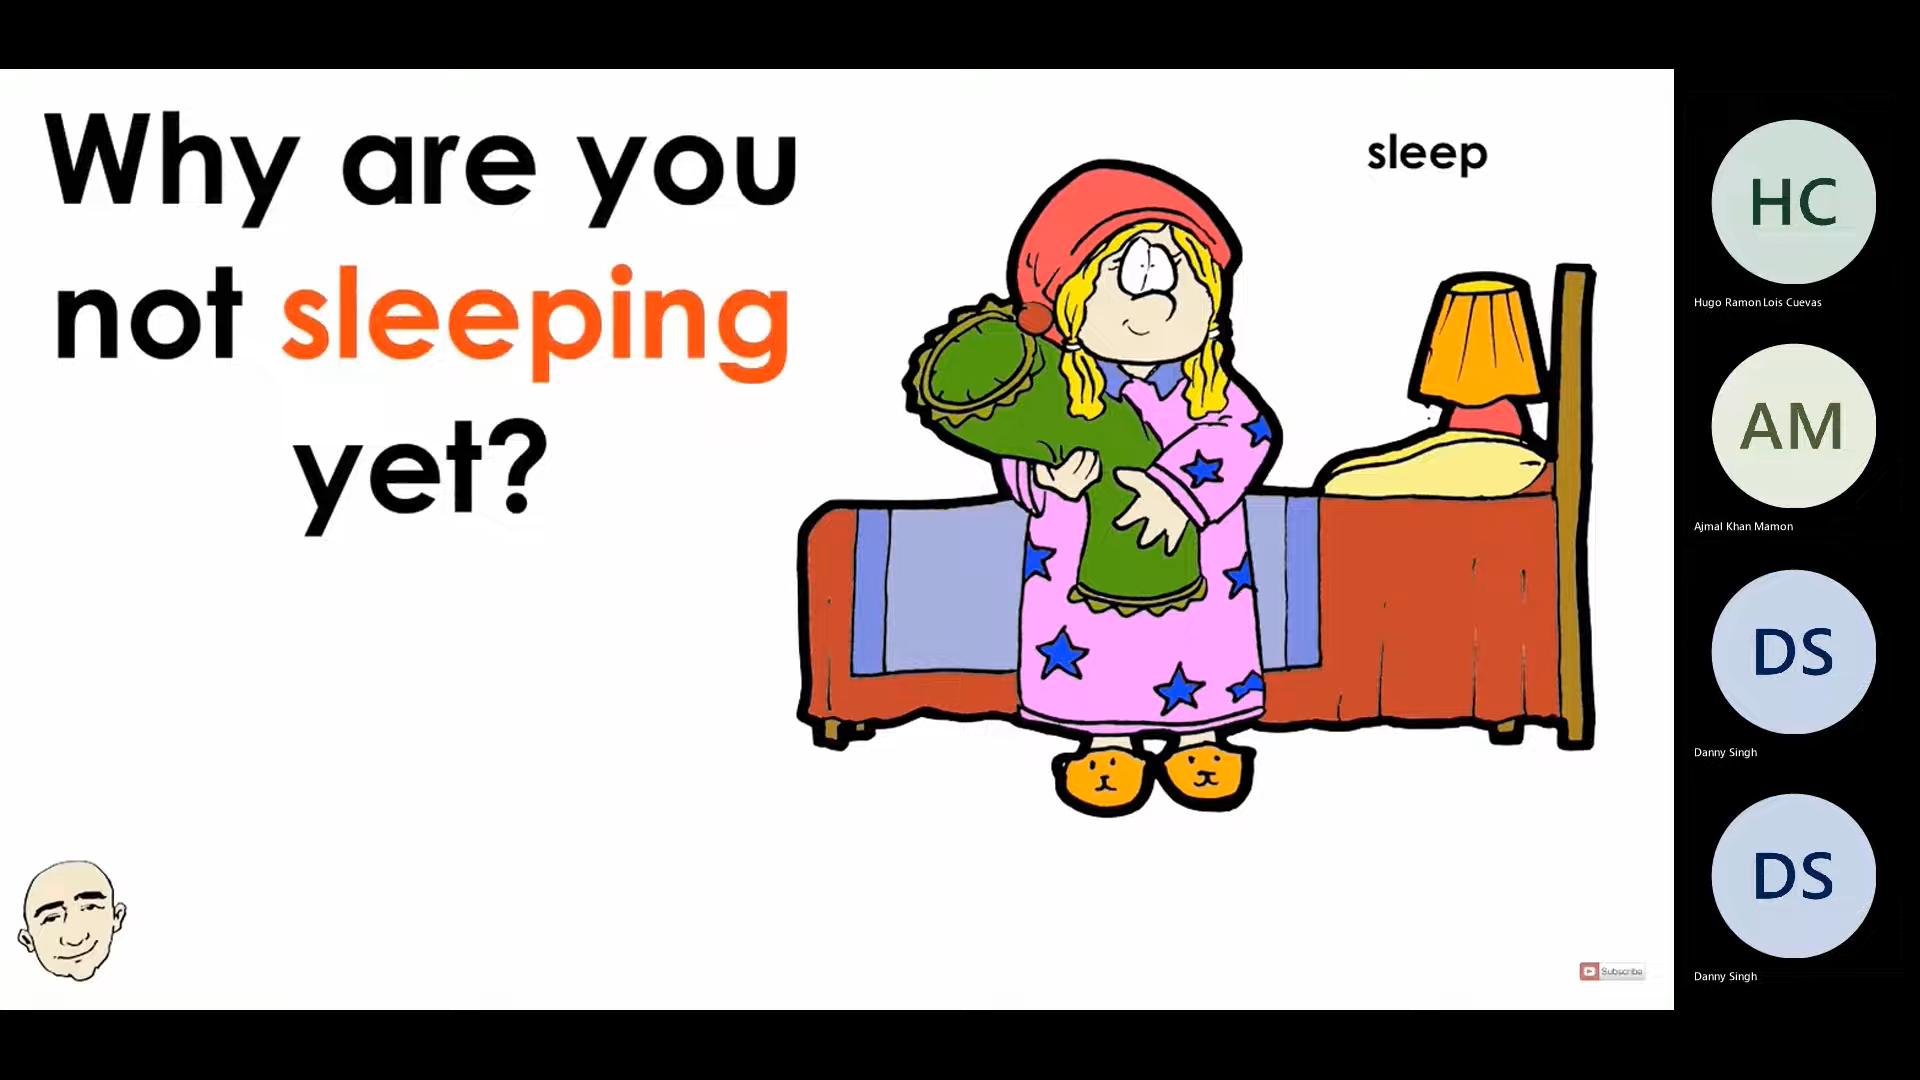 Why are you
not sleeping
yet?
sleep
Subscribe
HC
Hugo Ramon Lois Cuevas
AM
Ajmal Khan Mamon
DS
Danny Singh
DS
Danny Singh